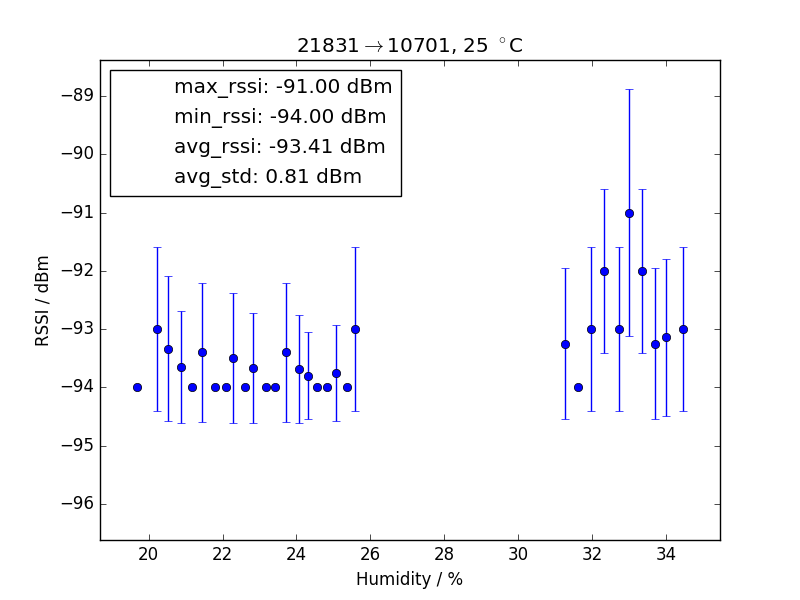 21831→10701, 25 °C
max_rssi: -91.00 dBm
min_rssi: -94.00 dBm
avg_rssi: -93.41 dBm
avg_std: 0.81 dBm
RSSI / dBm
−89
−90
−91
−92
−93
−94
−95
−96
20 22 24 26 28 30 32 34
Humidity / %